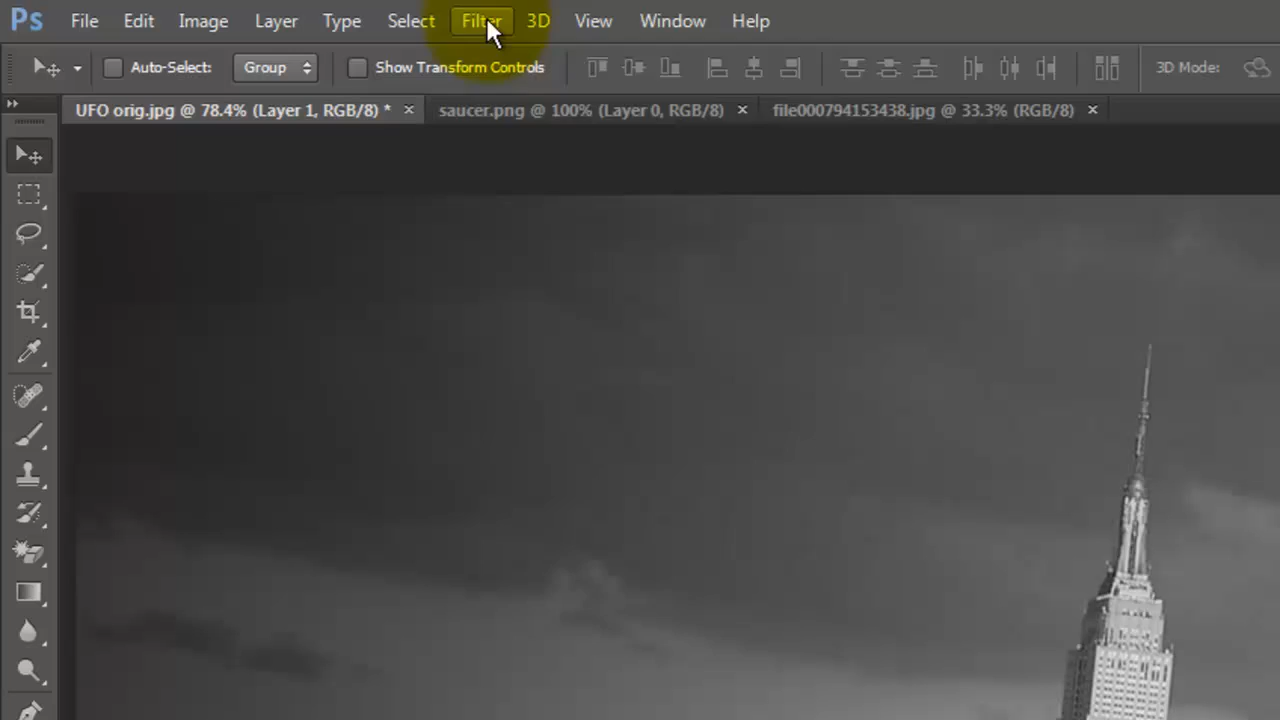 Ps File Edit Image Layer Type Select Filter 3D View Window Help
Auto-Select: Group Show Transform Controls 3D Mode:
UFO orig.jpg @ 78.4% (Layer 1, RGB/8) * × saucer.png @ 100% (Layer 0, RGB/8) × file000794153438.jpg @ 33.3% (RGB/8) ×